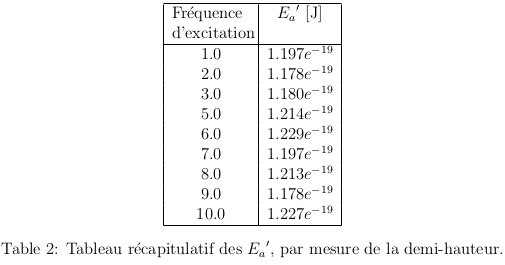 Fréquence Eₐ′ [J]
d'excitation
1.0 1.197e⁻¹⁹
2.0 1.178e⁻¹⁹
3.0 1.180e⁻¹⁹
5.0 1.214e⁻¹⁹
6.0 1.229e⁻¹⁹
7.0 1.197e⁻¹⁹
8.0 1.213e⁻¹⁹
9.0 1.178e⁻¹⁹
10.0 1.227e⁻¹⁹
Table 2: Tableau récapitulatif des Eₐ′, par mesure de la demi-hauteur.